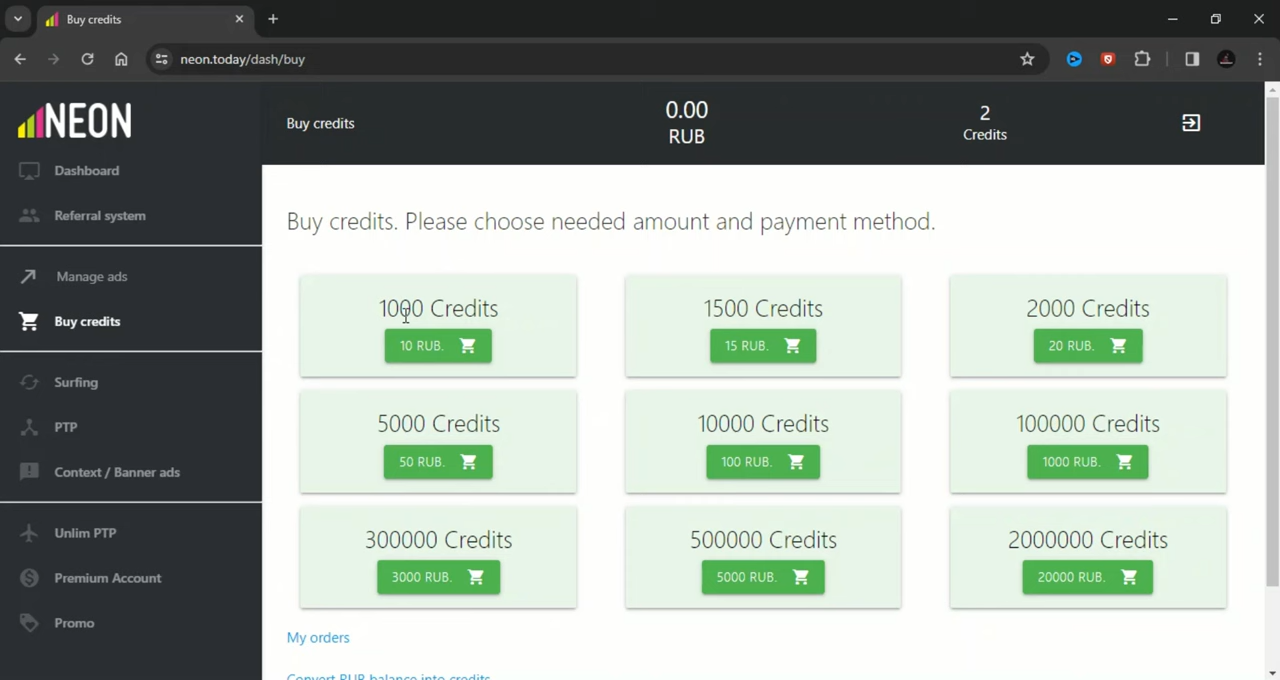 Buy credits
neon.today/dash/buy
NEON
Dashboard
Referral system
Manage ads
Buy credits
Surfing
PTP
Context / Banner ads
Unlim PTP
Premium Account
Promo
Buy credits
0.00
RUB
2
Credits
Buy credits. Please choose needed amount and payment method.
1000 Credits
10 RUB.
1500 Credits
15 RUB.
2000 Credits
20 RUB.
5000 Credits
50 RUB.
10000 Credits
100 RUB.
100000 Credits
1000 RUB.
300000 Credits
3000 RUB.
500000 Credits
5000 RUB.
2000000 Credits
20000 RUB.
My orders
Convert RUB balance into credits